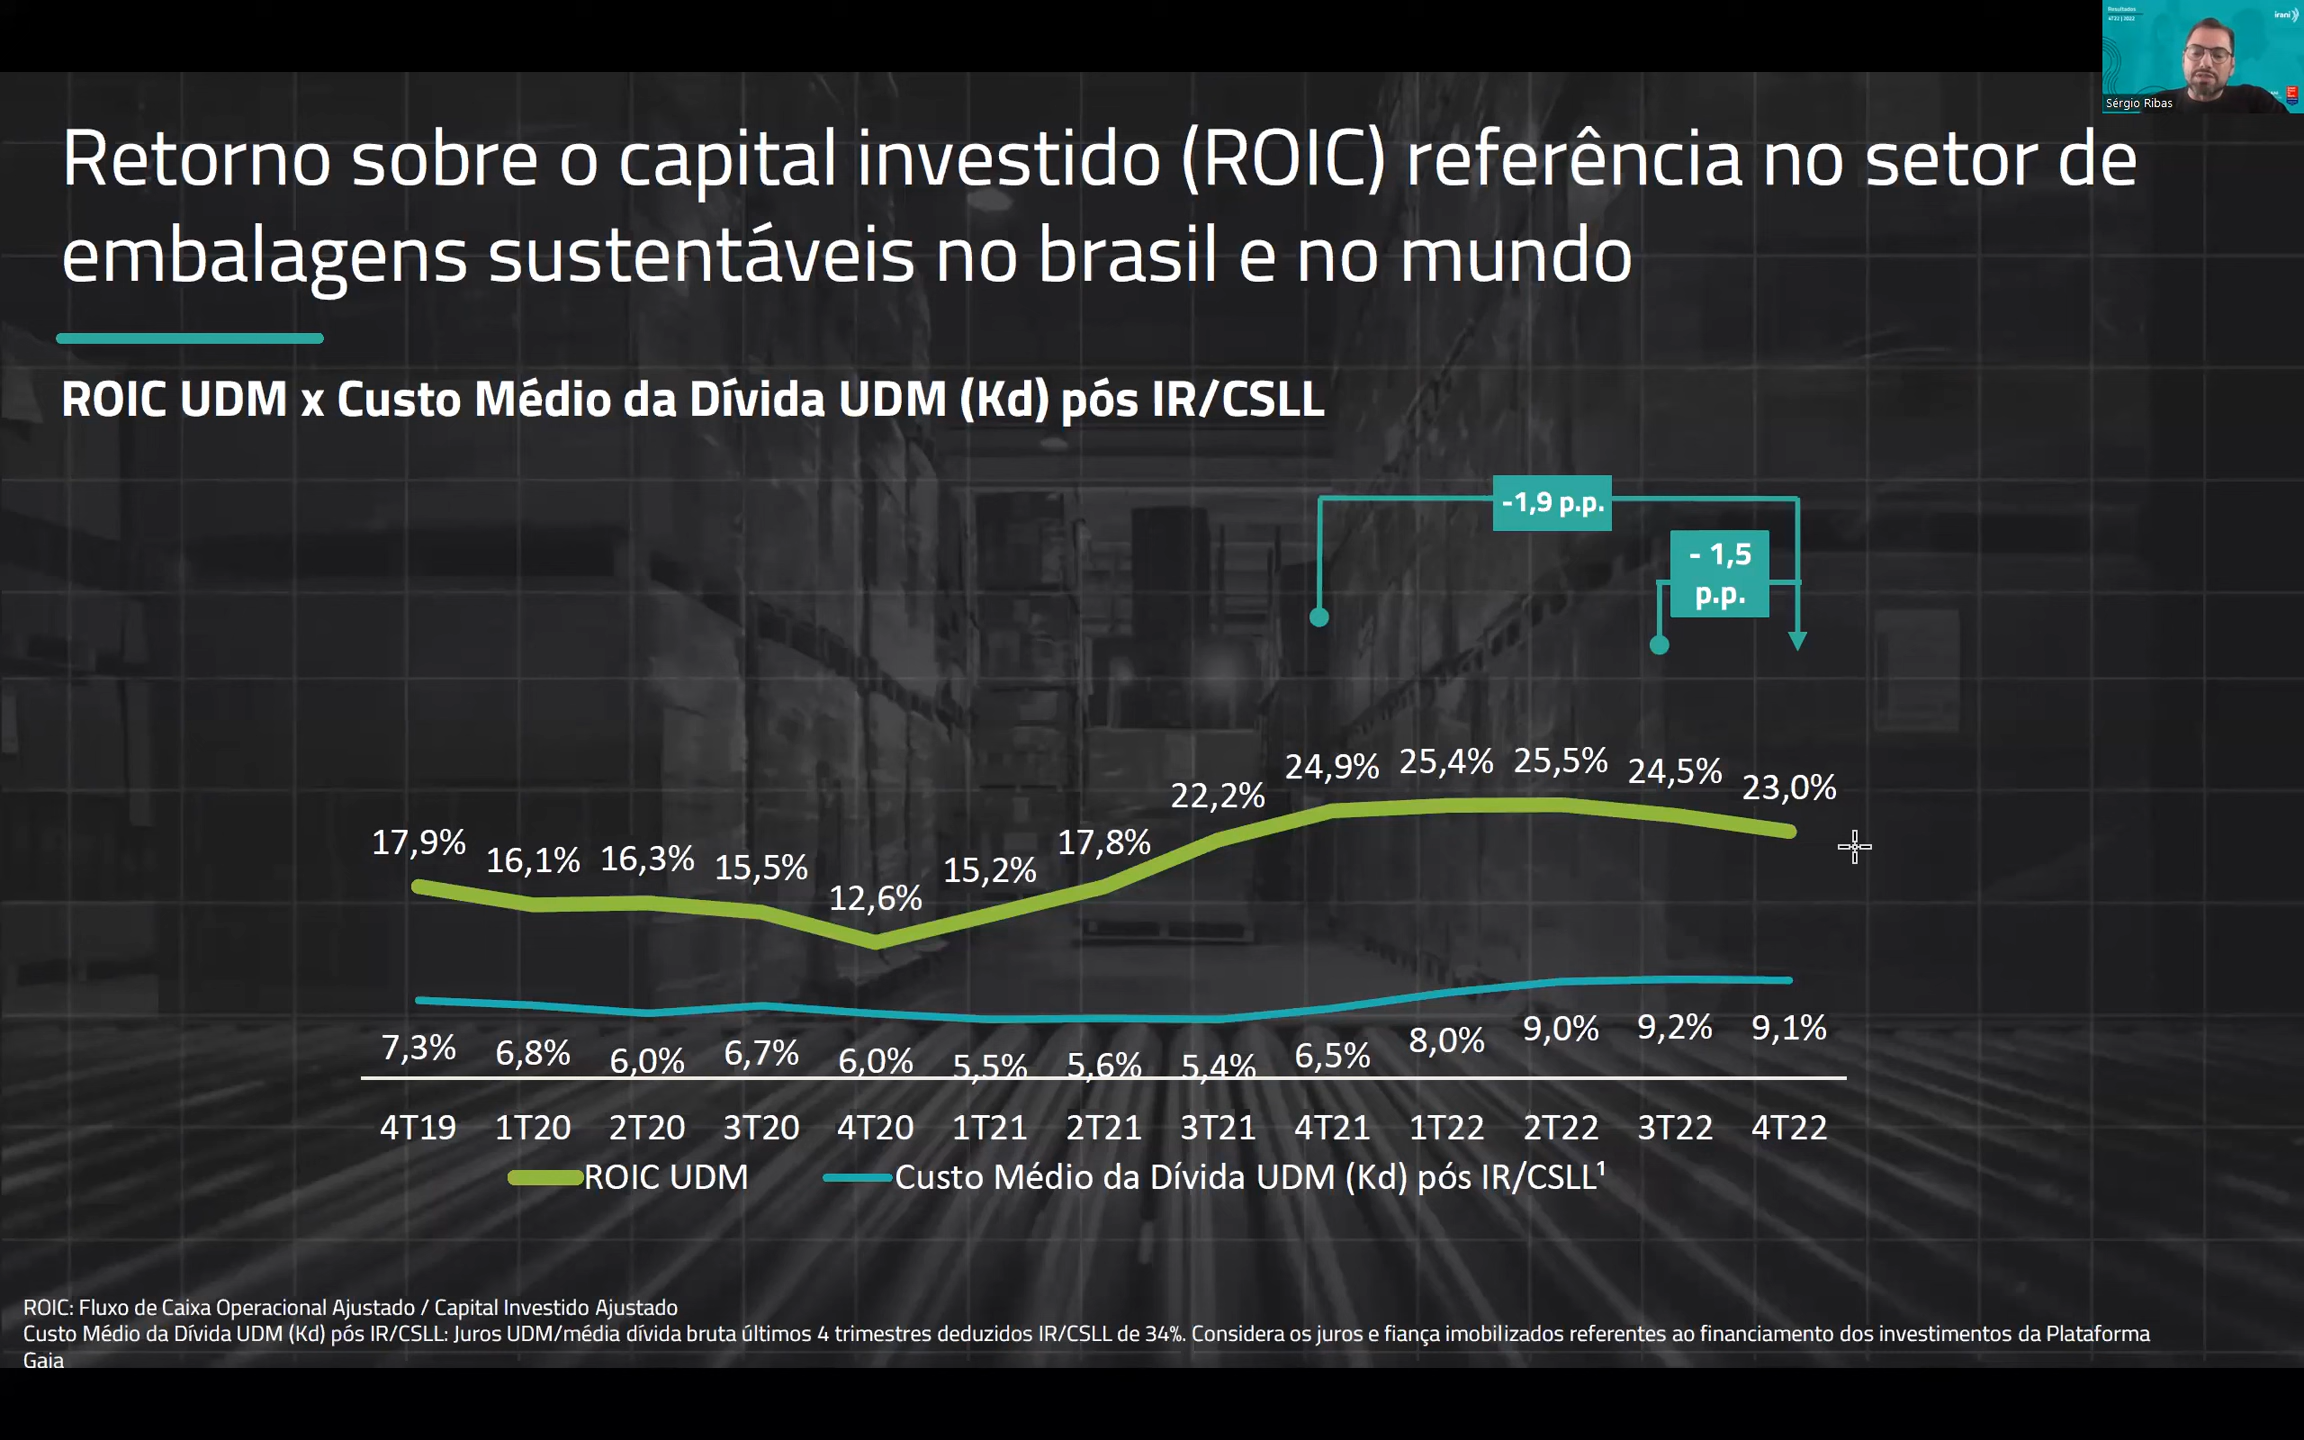 Resultados
4T22 | 2022
irani
Sérgio Ribas
Retorno sobre o capital investido (ROIC) referência no setor de
embalagens sustentáveis no brasil e no mundo
ROIC UDM x Custo Médio da Dívida UDM (Kd) pós IR/CSLL
-1,9 p.p.
- 1,5
p.p.
17,9% 16,1% 16,3% 15,5% 12,6% 15,2% 17,8% 22,2% 24,9% 25,4% 25,5% 24,5% 23,0%
7,3% 6,8% 6,0% 6,7% 6,0% 5,5% 5,6% 5,4% 6,5% 8,0% 9,0% 9,2% 9,1%
4T19 1T20 2T20 3T20 4T20 1T21 2T21 3T21 4T21 1T22 2T22 3T22 4T22
ROIC UDM Custo Médio da Dívida UDM (Kd) pós IR/CSLL¹
ROIC: Fluxo de Caixa Operacional Ajustado / Capital Investido Ajustado
Custo Médio da Dívida UDM (Kd) pós IR/CSLL: Juros UDM/média dívida bruta últimos 4 trimestres deduzidos IR/CSLL de 34%. Considera os juros e fiança imobilizados referentes ao financiamento dos investimentos da Plataforma
Gaia